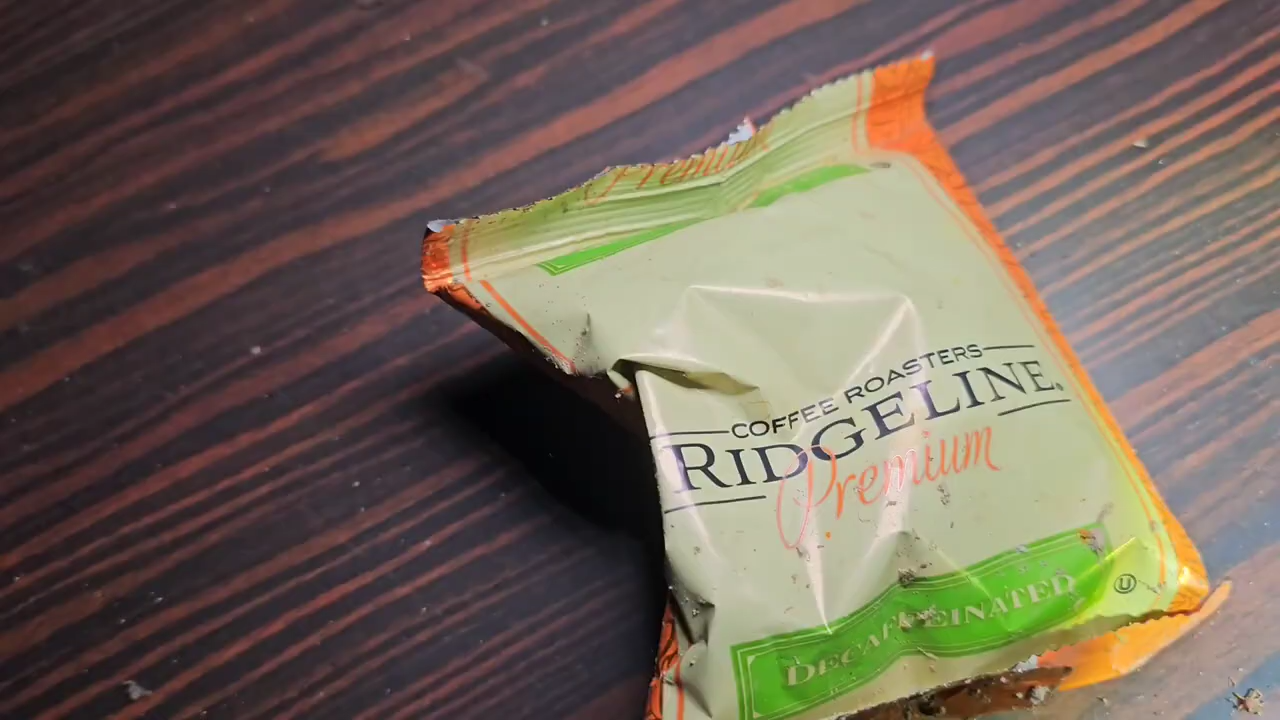 Premium
COFFEE ROASTERS
RIDGELINE
Premium
DECAFFEINATED
U